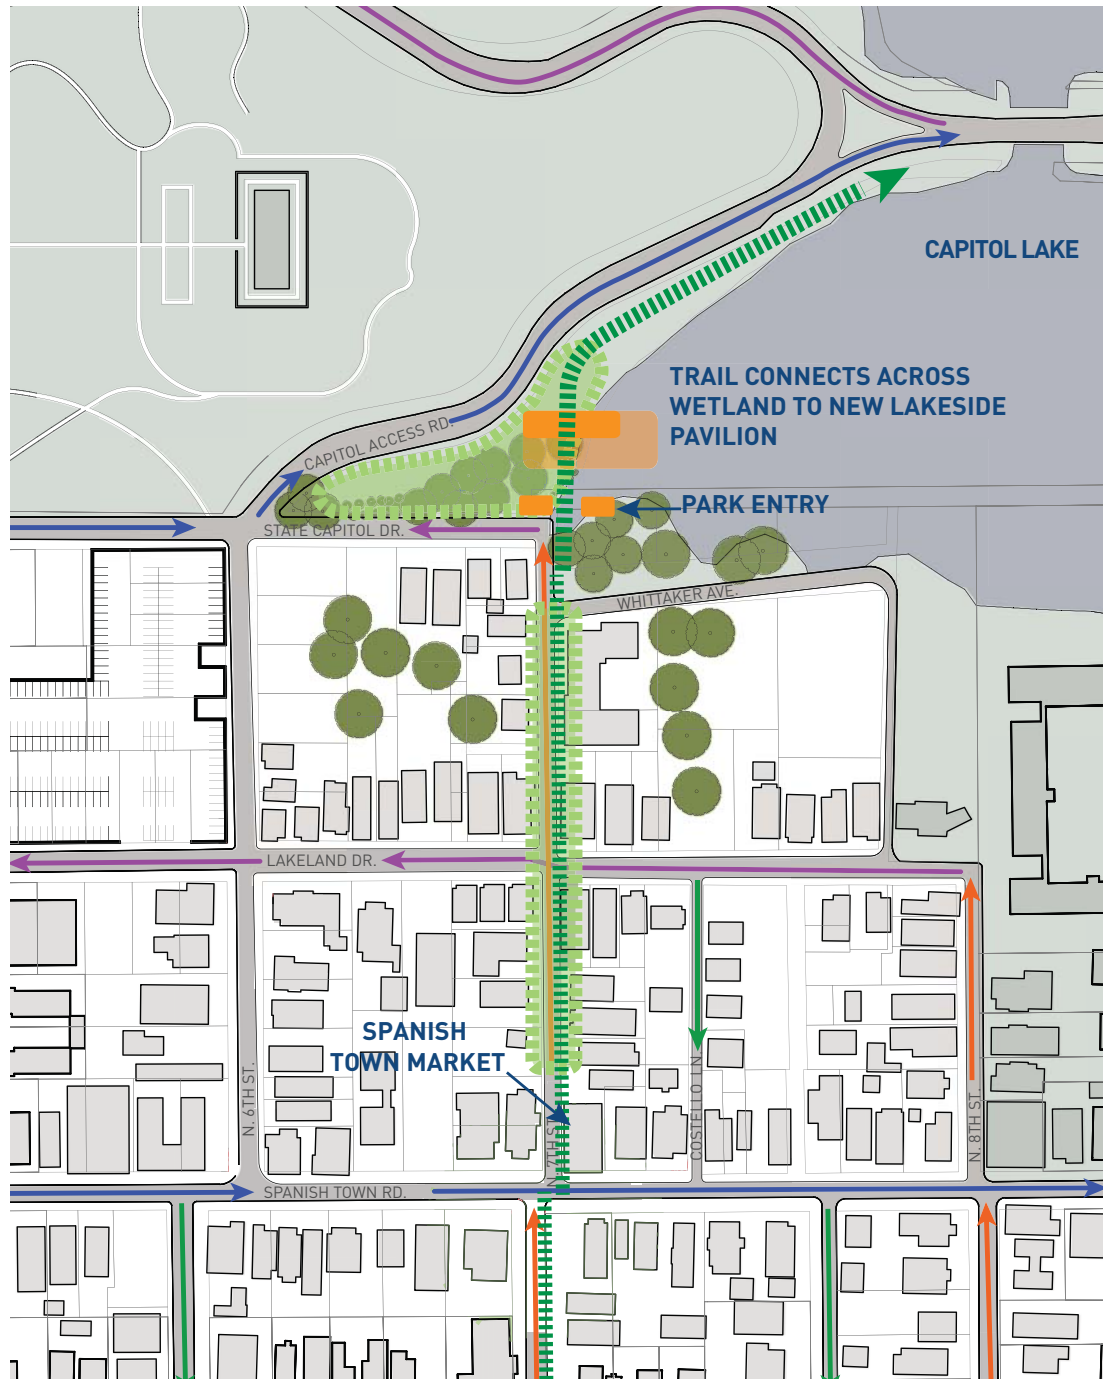 CAPITOL LAKE
TRAIL CONNECTS ACROSS
WETLAND TO NEW LAKESIDE
PAVILION
CAPITOL ACCESS RD.
PARK ENTRY
STATE CAPITOL DR.
WHITTAKER AVE.
LAKELAND DR.
SPANISH
TOWN MARKET
N. 6TH ST.
N. 7TH ST.
COSTELLO LN.
N. 8TH ST.
SPANISH TOWN RD.